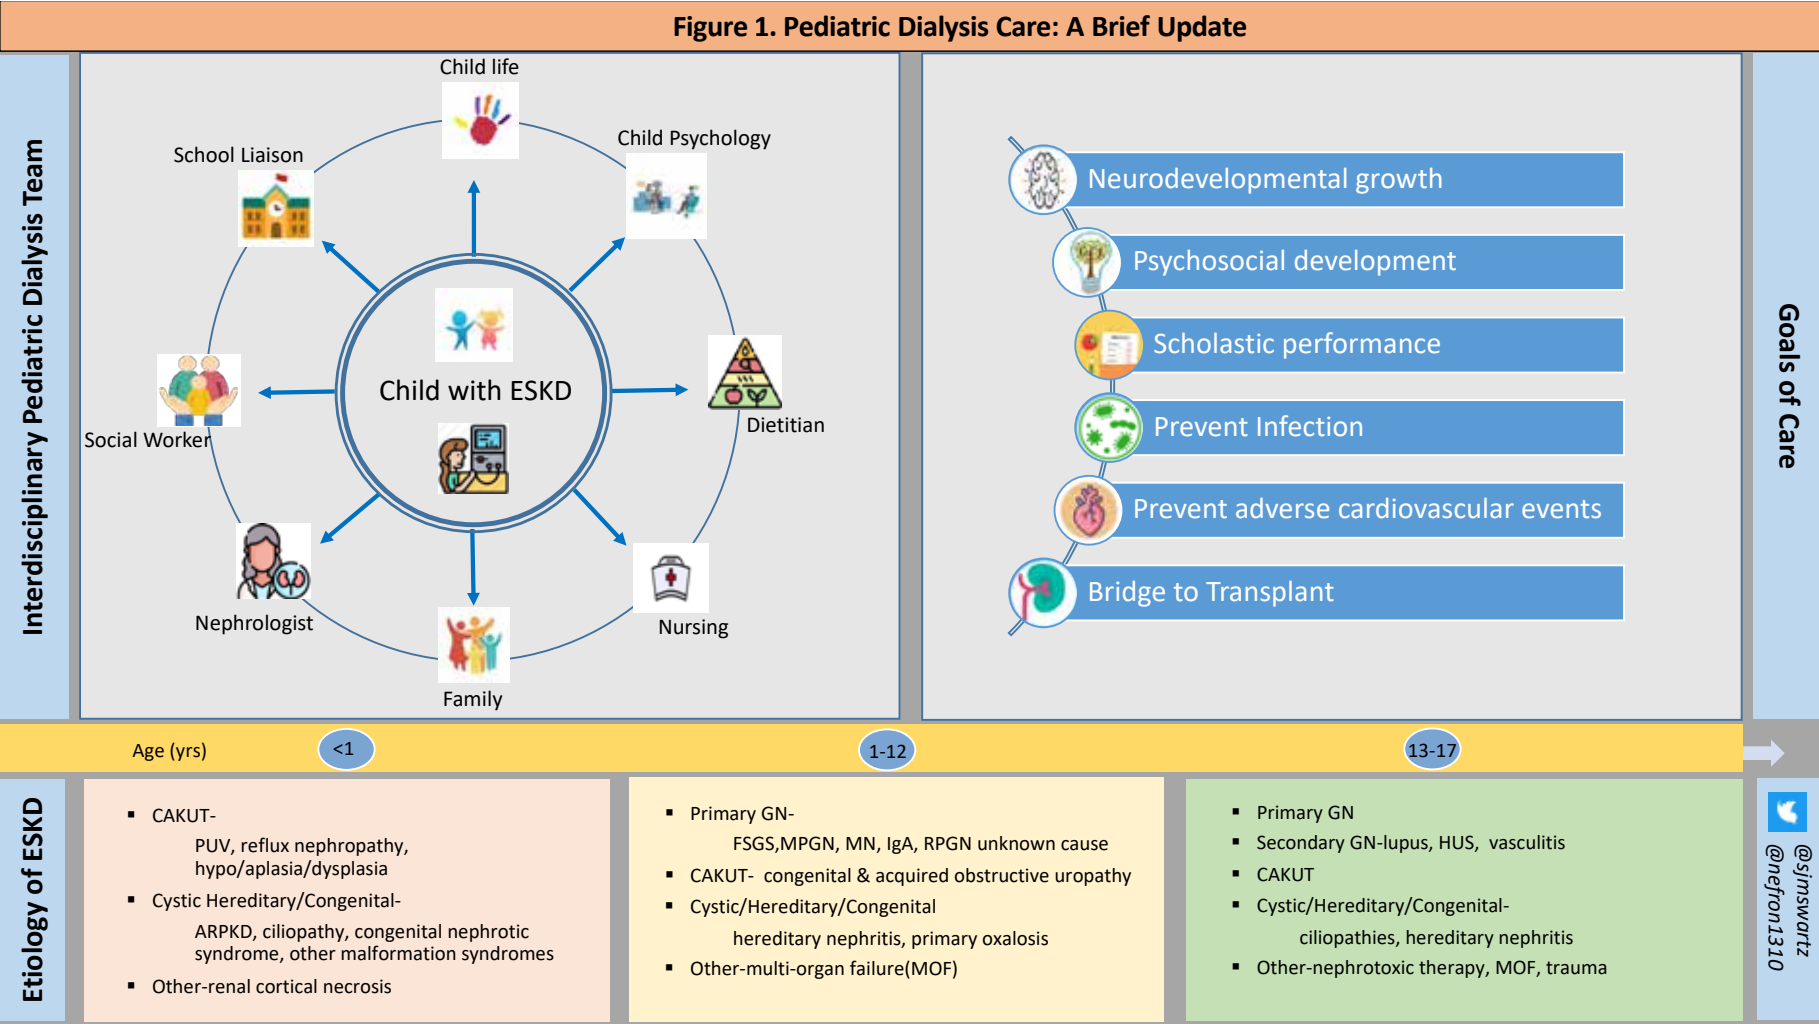 Figure 1. Pediatric Dialysis Care: A Brief Update
Interdisciplinary Pediatric Dialysis Team
Child life
Child Psychology
School Liaison
Child with ESKD
Social Worker
Dietitian
Nephrologist
Nursing
Family
Neurodevelopmental growth
Psychosocial development
Scholastic performance
Prevent Infection
Prevent adverse cardiovascular events
Bridge to Transplant
Goals of Care
Age (yrs)
<1
1-12
13-17
Etiology of ESKD
▪ CAKUT-
PUV, reflux nephropathy,
hypo/aplasia/dysplasia
▪ Cystic Hereditary/Congenital-
ARPKD, ciliopathy, congenital nephrotic
syndrome, other malformation syndromes
▪ Other-renal cortical necrosis
▪ Primary GN-
FSGS,MPGN, MN, IgA, RPGN unknown cause
▪ CAKUT- congenital & acquired obstructive uropathy
▪ Cystic/Hereditary/Congenital
hereditary nephritis, primary oxalosis
▪ Other-multi-organ failure(MOF)
▪ Primary GN
▪ Secondary GN-lupus, HUS, vasculitis
▪ CAKUT
▪ Cystic/Hereditary/Congenital-
ciliopathies, hereditary nephritis
▪ Other-nephrotoxic therapy, MOF, trauma
@sjmswartz
@nefron1310